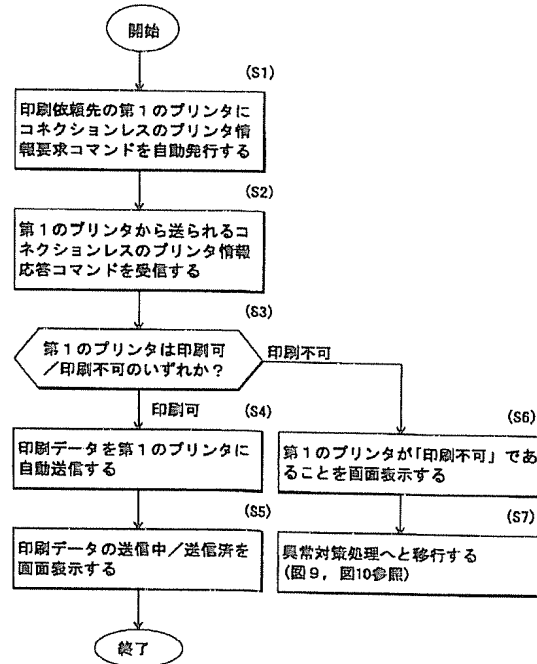 開始
(S1)
印刷依頼先の第1のプリンタに
コネクションレスのプリンタ情
報要求コマンドを自動発行する
(S2)
第1のプリンタから送られるコ
ネクションレスのプリンタ情報
応答コマンドを受信する
(S3)
第1のプリンタは印刷可
/印刷不可のいずれか?
印刷不可
印刷可
(S4)
印刷データを第1のプリンタに
自動送信する
(S5)
印刷データの送信中/送信済を
画面表示する
終了
(S6)
第1のプリンタが「印刷不可」であ
ることを画面表示する
(S7)
異常対策処理へと移行する
(図9,図10参照)